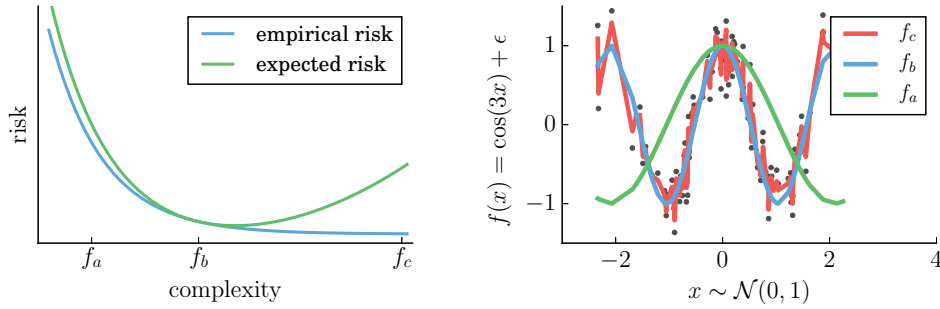 risk
empirical risk
expected risk
f_a
f_b
f_c
complexity
f(x) = cos(3x) + ϵ
1
0
−1
f_c
f_b
f_a
−2
0
2
4
x ∼ 𝒩(0, 1)